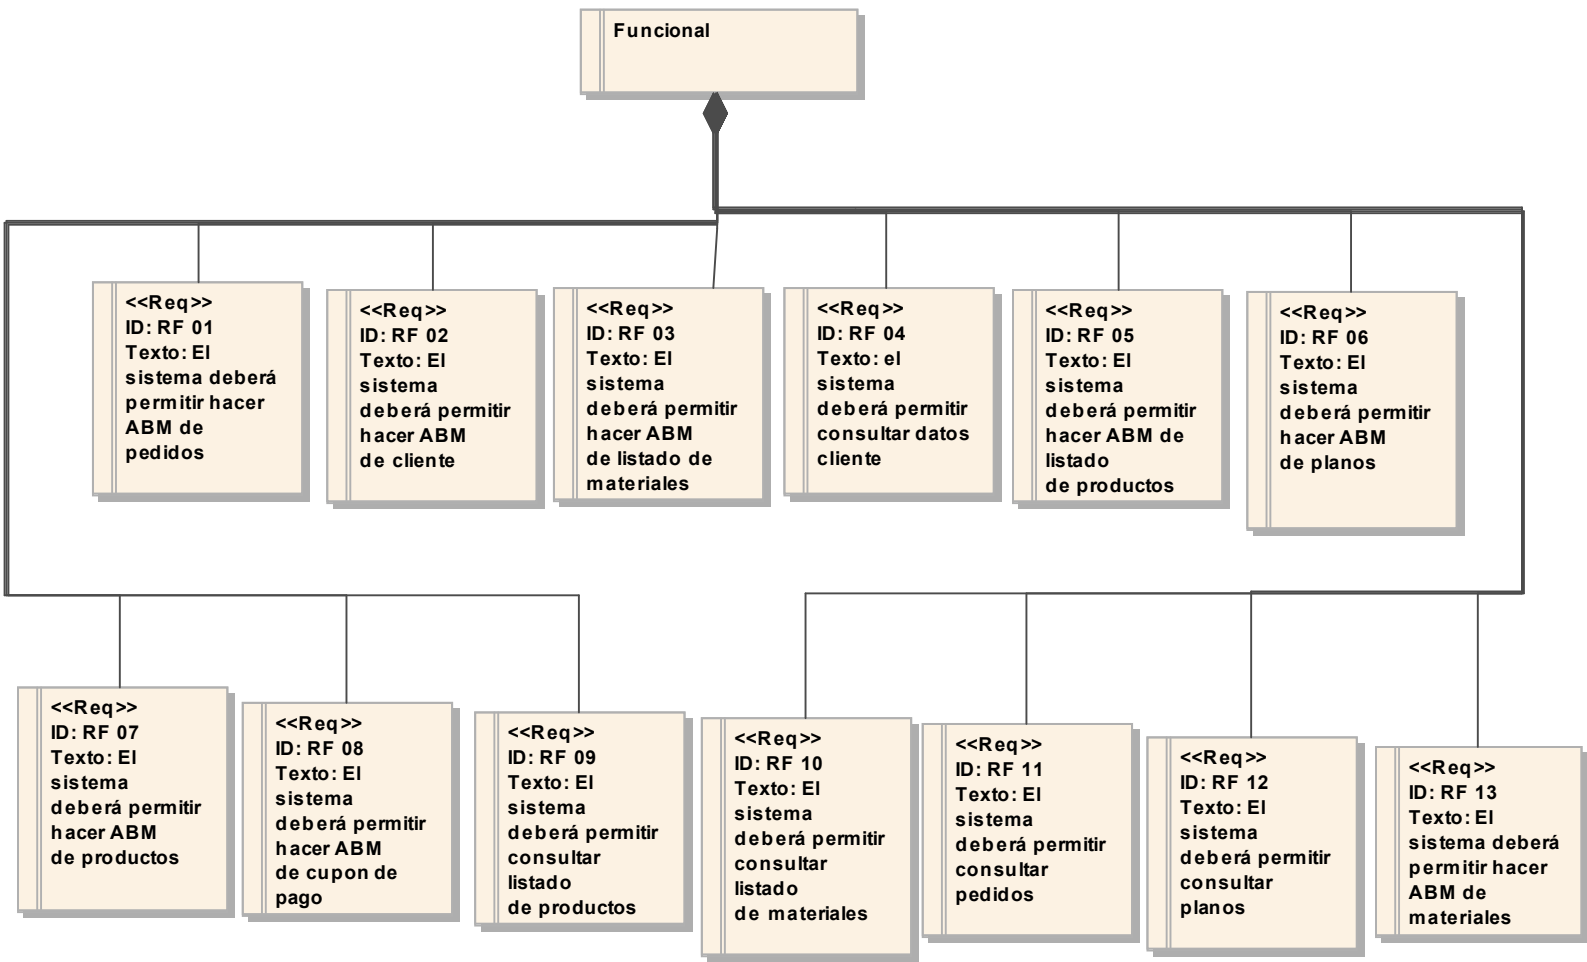 Funcional
<<Req>>
ID: RF 01
Texto: El
sistema deberá
permitir hacer
ABM de
pedidos
<<Req>>
ID: RF 02
Texto: El
sistema
deberá permitir
hacer ABM
de cliente
<<Req>>
ID: RF 03
Texto: El
sistema
deberá permitir
hacer ABM
de listado de
materiales
<<Req>>
ID: RF 04
Texto: el
sistema
deberá permitir
consultar datos
cliente
<<Req>>
ID: RF 05
Texto: El
sistema
deberá permitir
hacer ABM de
listado
de productos
<<Req>>
ID: RF 06
Texto: El
sistema
deberá permitir
hacer ABM
de planos
<<Req>>
ID: RF 07
Texto: El
sistema
deberá permitir
hacer ABM
de productos
<<Req>>
ID: RF 08
Texto: El
sistema
deberá permitir
hacer ABM
de cupon de
pago
<<Req>>
ID: RF 09
Texto: El
sistema
deberá permitir
consultar
listado
de productos
<<Req>>
ID: RF 10
Texto: El
sistema
deberá permitir
consultar
listado
de materiales
<<Req>>
ID: RF 11
Texto: El
sistema
deberá permitir
consultar
pedidos
<<Req>>
ID: RF 12
Texto: El
sistema
deberá permitir
consultar
planos
<<Req>>
ID: RF 13
Texto: El
sistema deberá
permitir hacer
ABM de
materiales